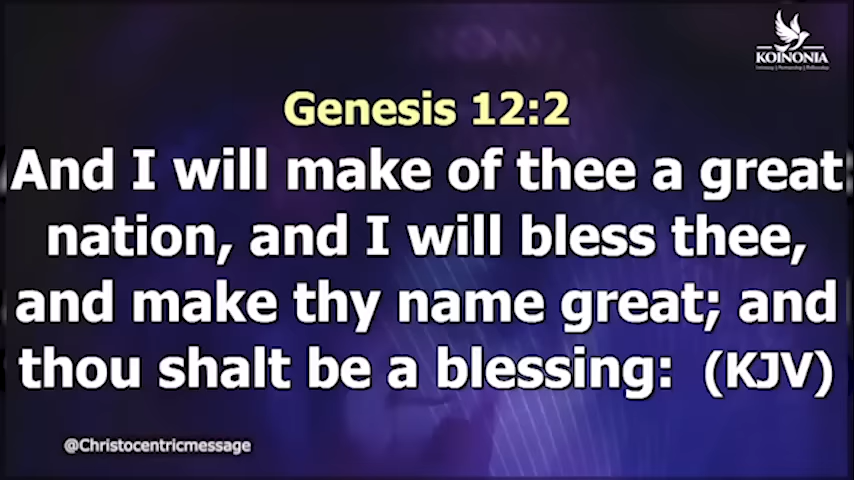 KOINONIA
Genesis 12:2
And I will make of thee a great
nation, and I will bless thee,
and make thy name great; and
thou shalt be a blessing: (KJV)
@Christocentricmessage